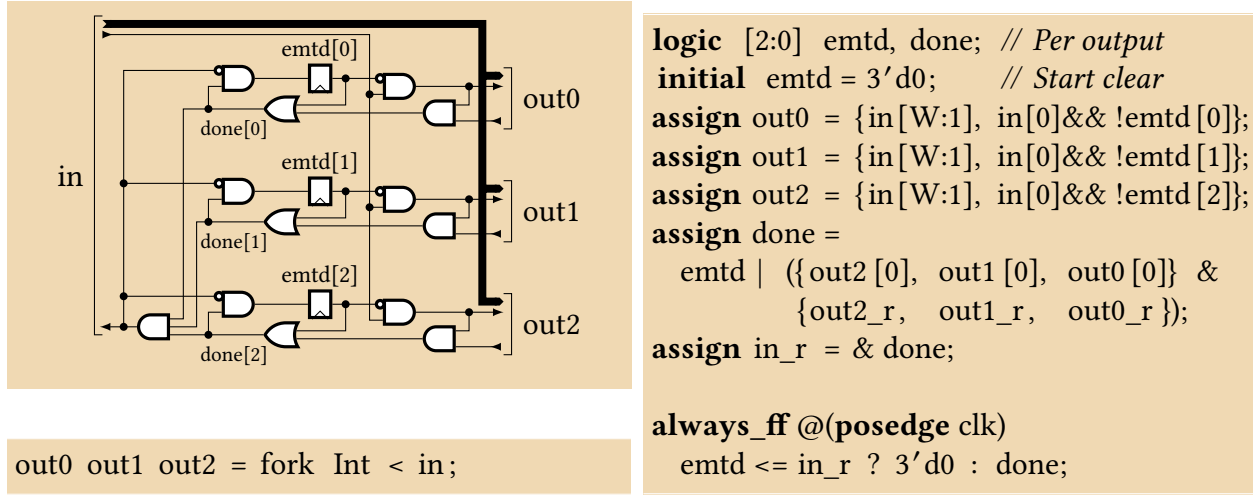 emtd[0]
out0
done[0]
emtd[1]
in
out1
done[1]
emtd[2]
out2
done[2]
out0 out1 out2 = fork Int < in;
logic [2:0] emtd, done; // Per output
initial emtd = 3′d0; // Start clear
assign out0 = {in[W:1], in[0]&& !emtd[0]};
assign out1 = {in[W:1], in[0]&& !emtd[1]};
assign out2 = {in[W:1], in[0]&& !emtd[2]};
assign done =
emtd | ({out2[0], out1[0], out0[0]} &
{out2_r, out1_r, out0_r});
assign in_r = & done;
always_ff @(posedge clk)
emtd <= in_r ? 3′d0 : done;